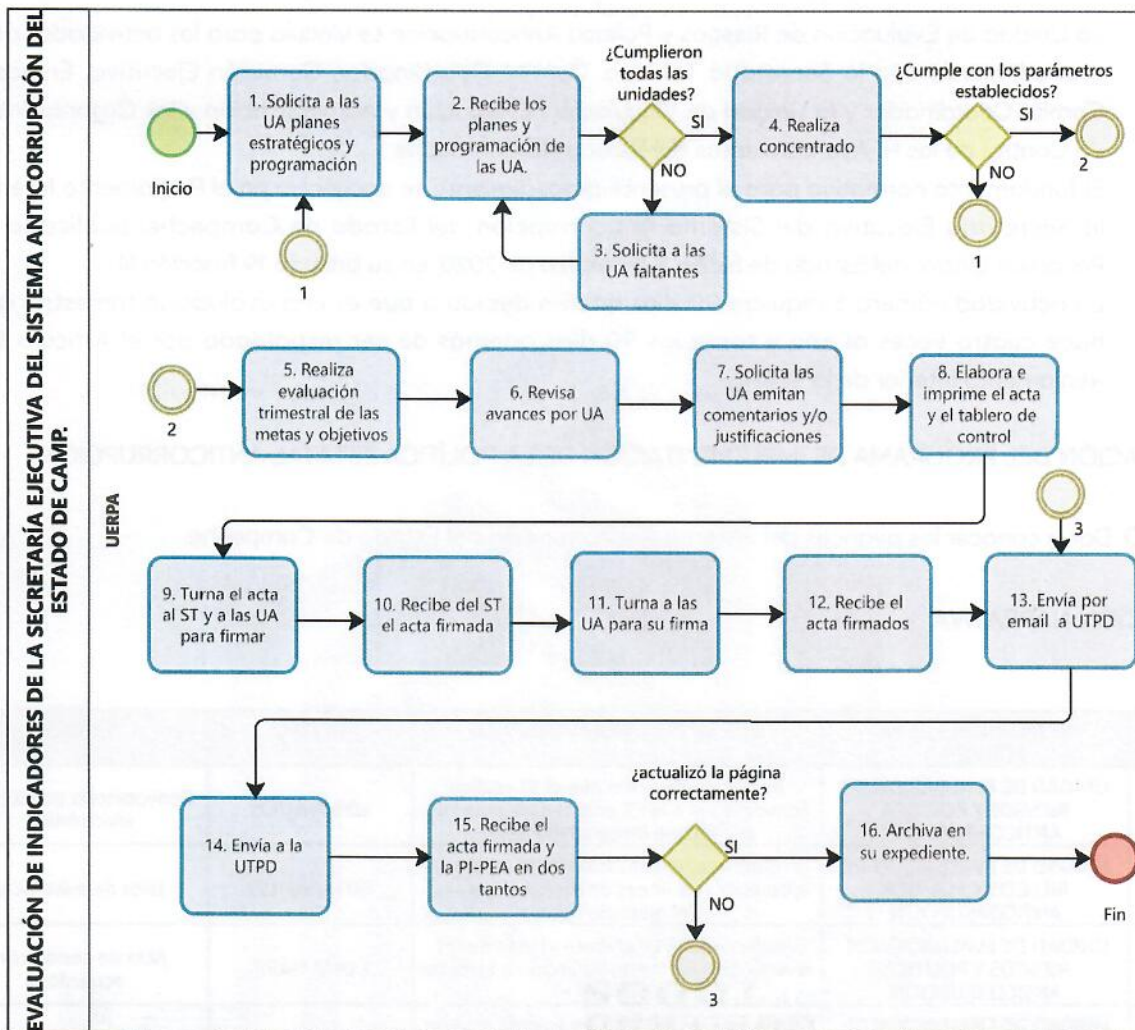 EVALUACIÓN DE INDICADORES DE LA SECRETARÍA EJECUTIVA DEL SISTEMA ANTICORRUPCIÓN DEL
ESTADO DE CAMP.
UERPA
Inicio
1. Solicita a las
UA planes
estratégicos y
programación
1
2. Recibe los
planes y
programación de
las UA.
¿Cumplieron
todas las
unidades?
SI
NO
3. Solicita a las
UA faltantes
4. Realiza
concentrado
¿Cumple con los parámetros
establecidos?
SI
2
NO
1
2
5. Realiza
evaluación
trimestral de las
metas y objetivos
6. Revisa
avances por UA
7. Solicita las
UA emitan
comentarios y/o
justificaciones
8. Elabora e
imprime el acta
y el tablero de
control
3
9. Turna el acta
al ST y a las UA
para firmar
10. Recibe del ST
el acta firmada
11. Turna a las
UA para su firma
12. Recibe el
acta firmados
13. Envía por
email a UTPD
14. Envía a la
UTPD
15. Recibe el
acta firmada y
la PI-PEA en dos
tantos
¿actualizó la página
correctamente?
SI
NO
3
16. Archiva en
su expediente.
Fin